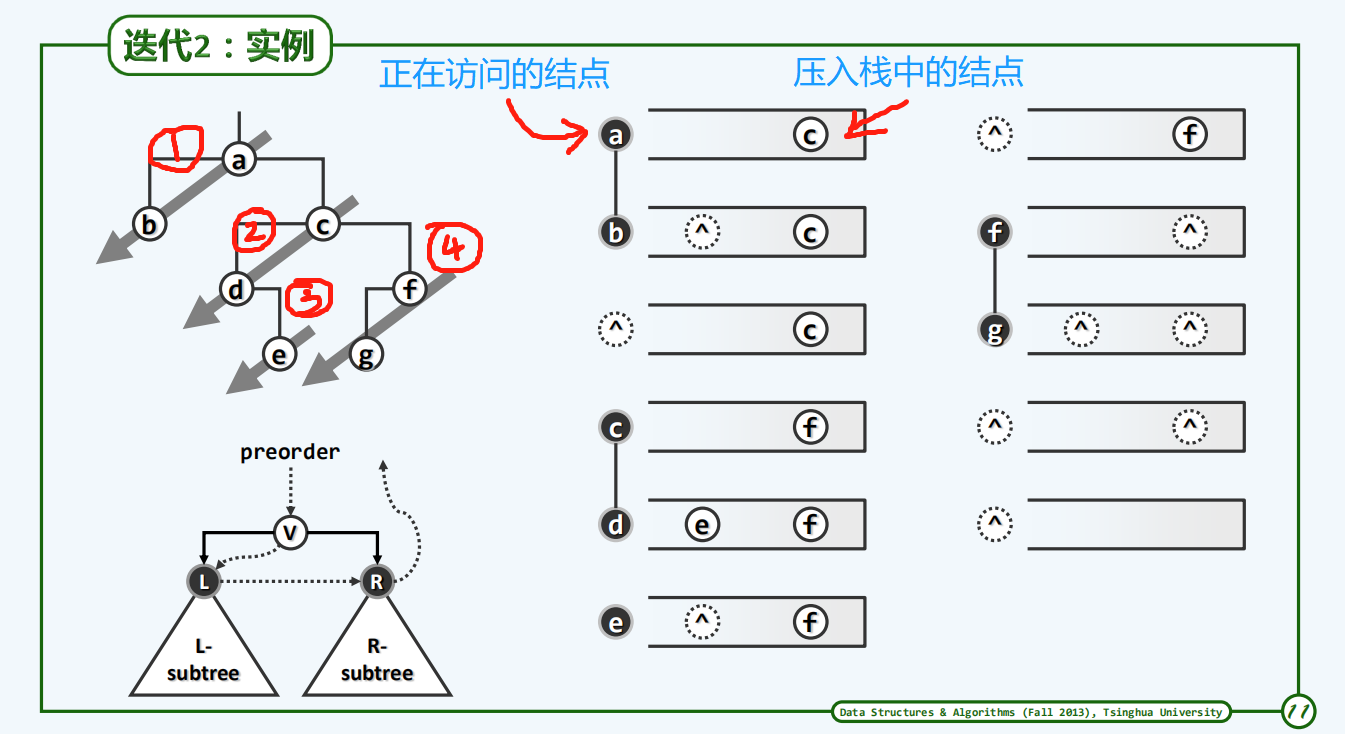 迭代2：实例
正在访问的结点
压入栈中的结点
1
a
b
2
c
4
d
3
f
e
g
preorder
V
L
R
L-
subtree
R-
subtree
a
c
b
^
c
^
c
c
f
d
e
f
e
^
f
^
f
f
^
g
^
^
^
^
^
Data Structures & Algorithms (Fall 2013), Tsinghua University
11